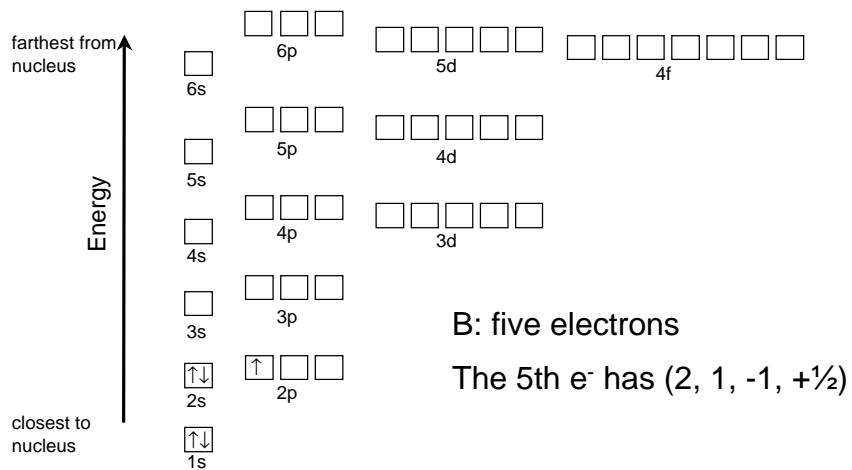 farthest from
nucleus
6p
5d
4f
6s
5p
4d
5s
Energy
4p
3d
4s
3p
3s
B: five electrons
↑↓
↑
2p
2s
The 5th e⁻ has (2, 1, -1, +½)
closest to
nucleus
↑↓
1s